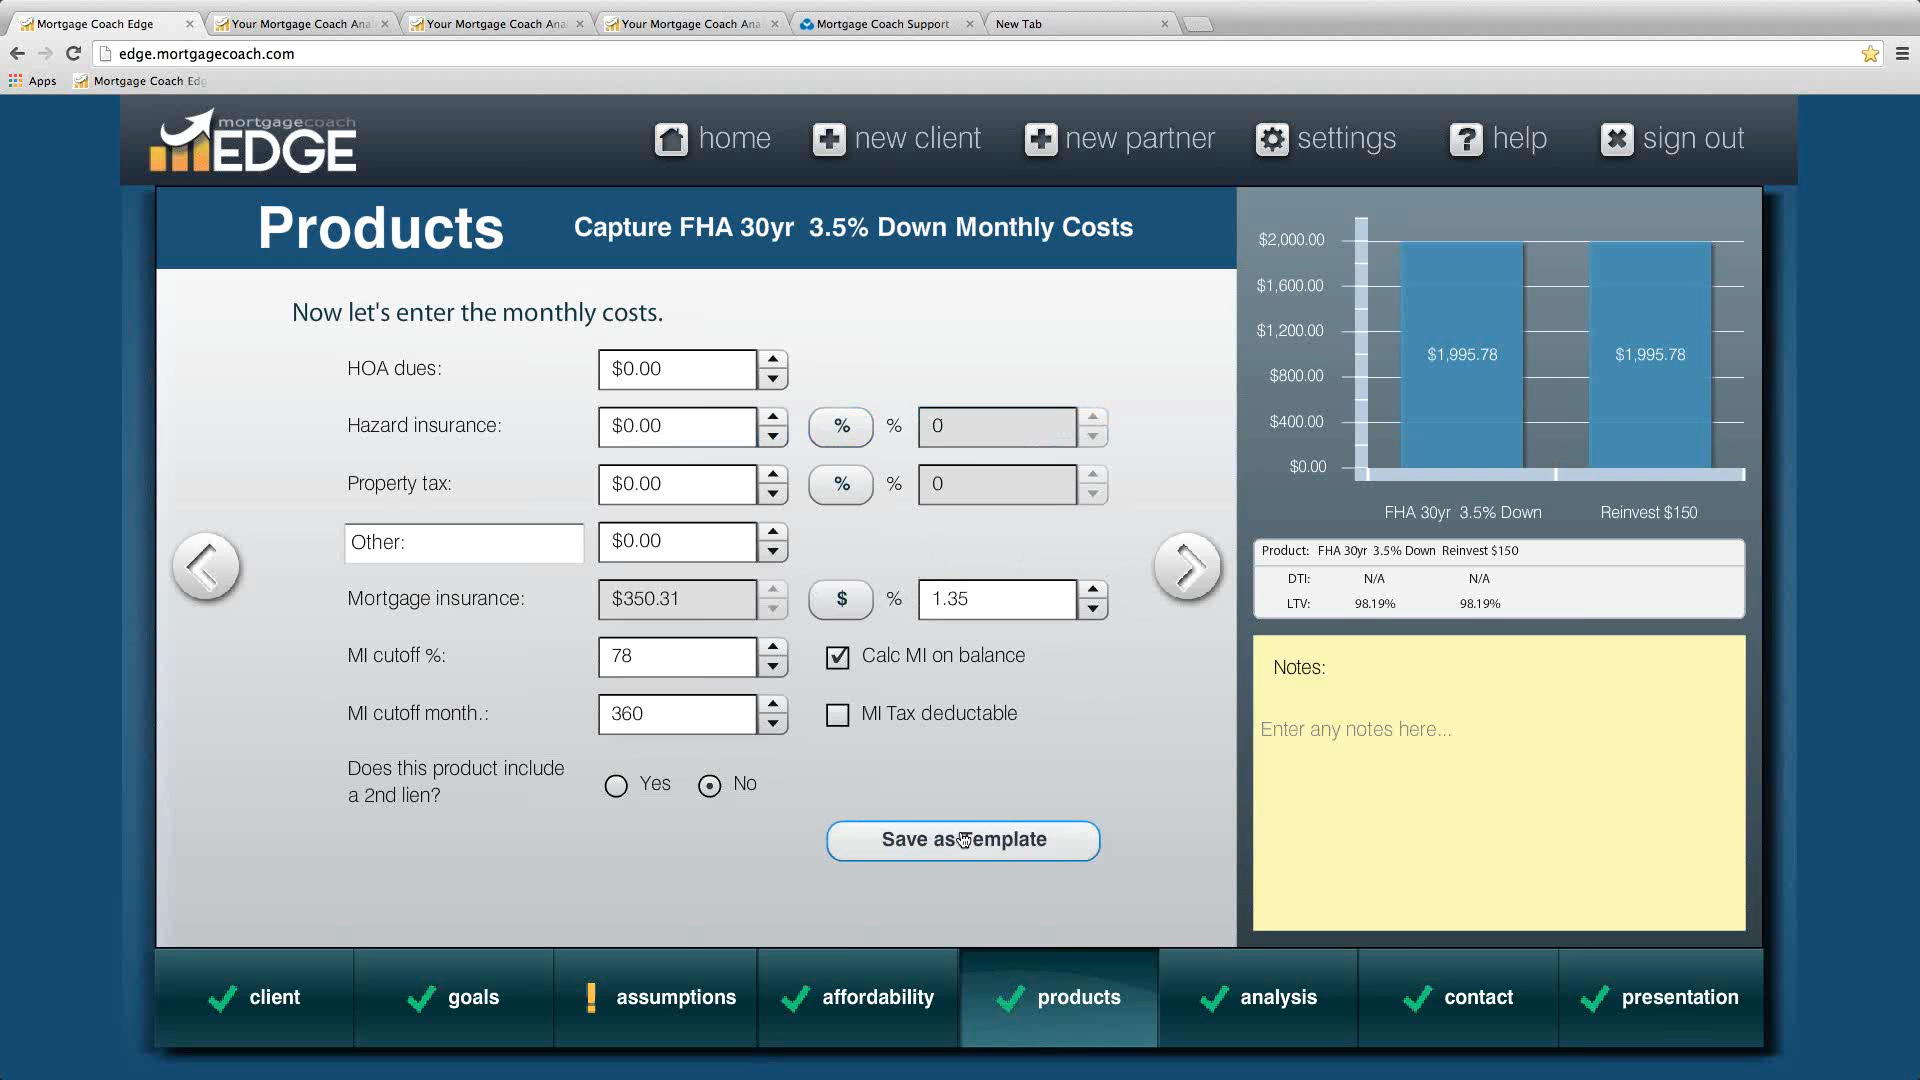 Mortgage Coach Edge
Your Mortgage Coach Ana
Your Mortgage Coach Ana
Your Mortgage Coach Ana
Mortgage Coach Support
New Tab
edge.mortgagecoach.com
Apps
Mortgage Coach Edg
mortgagecoach
EDGE
home
new client
new partner
settings
help
sign out
Products
Capture FHA 30yr 3.5% Down Monthly Costs
Now let's enter the monthly costs.
HOA dues: $0.00
Hazard insurance: $0.00 % % 0
Property tax: $0.00 % % 0
Other: $0.00
Mortgage insurance: $350.31 $ % 1.35
MI cutoff %: 78 Calc MI on balance
MI cutoff month.: 360 MI Tax deductable
Does this product include
a 2nd lien?
Yes No
Save as Template
$2,000.00
$1,600.00
$1,200.00
$800.00
$400.00
$0.00
$1,995.78 $1,995.78
FHA 30yr 3.5% Down Reinvest $150
Product: FHA 30yr 3.5% Down Reinvest $150
DTI: N/A N/A
LTV: 98.19% 98.19%
Notes:
Enter any notes here...
client
goals
assumptions
affordability
products
analysis
contact
presentation